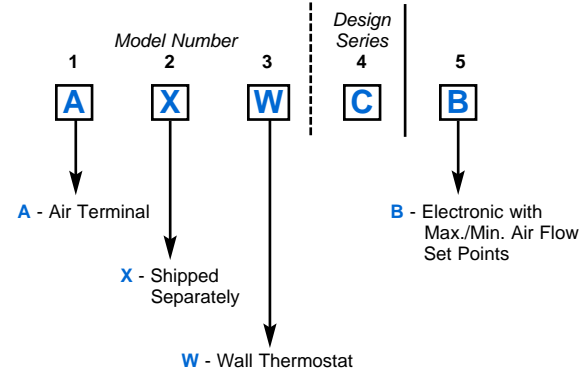 Model Number
Design
Series
1 2 3 4 5
A X W C B
A - Air Terminal
B - Electronic with
Max./Min. Air Flow
Set Points
X - Shipped
Separately
W - Wall Thermostat